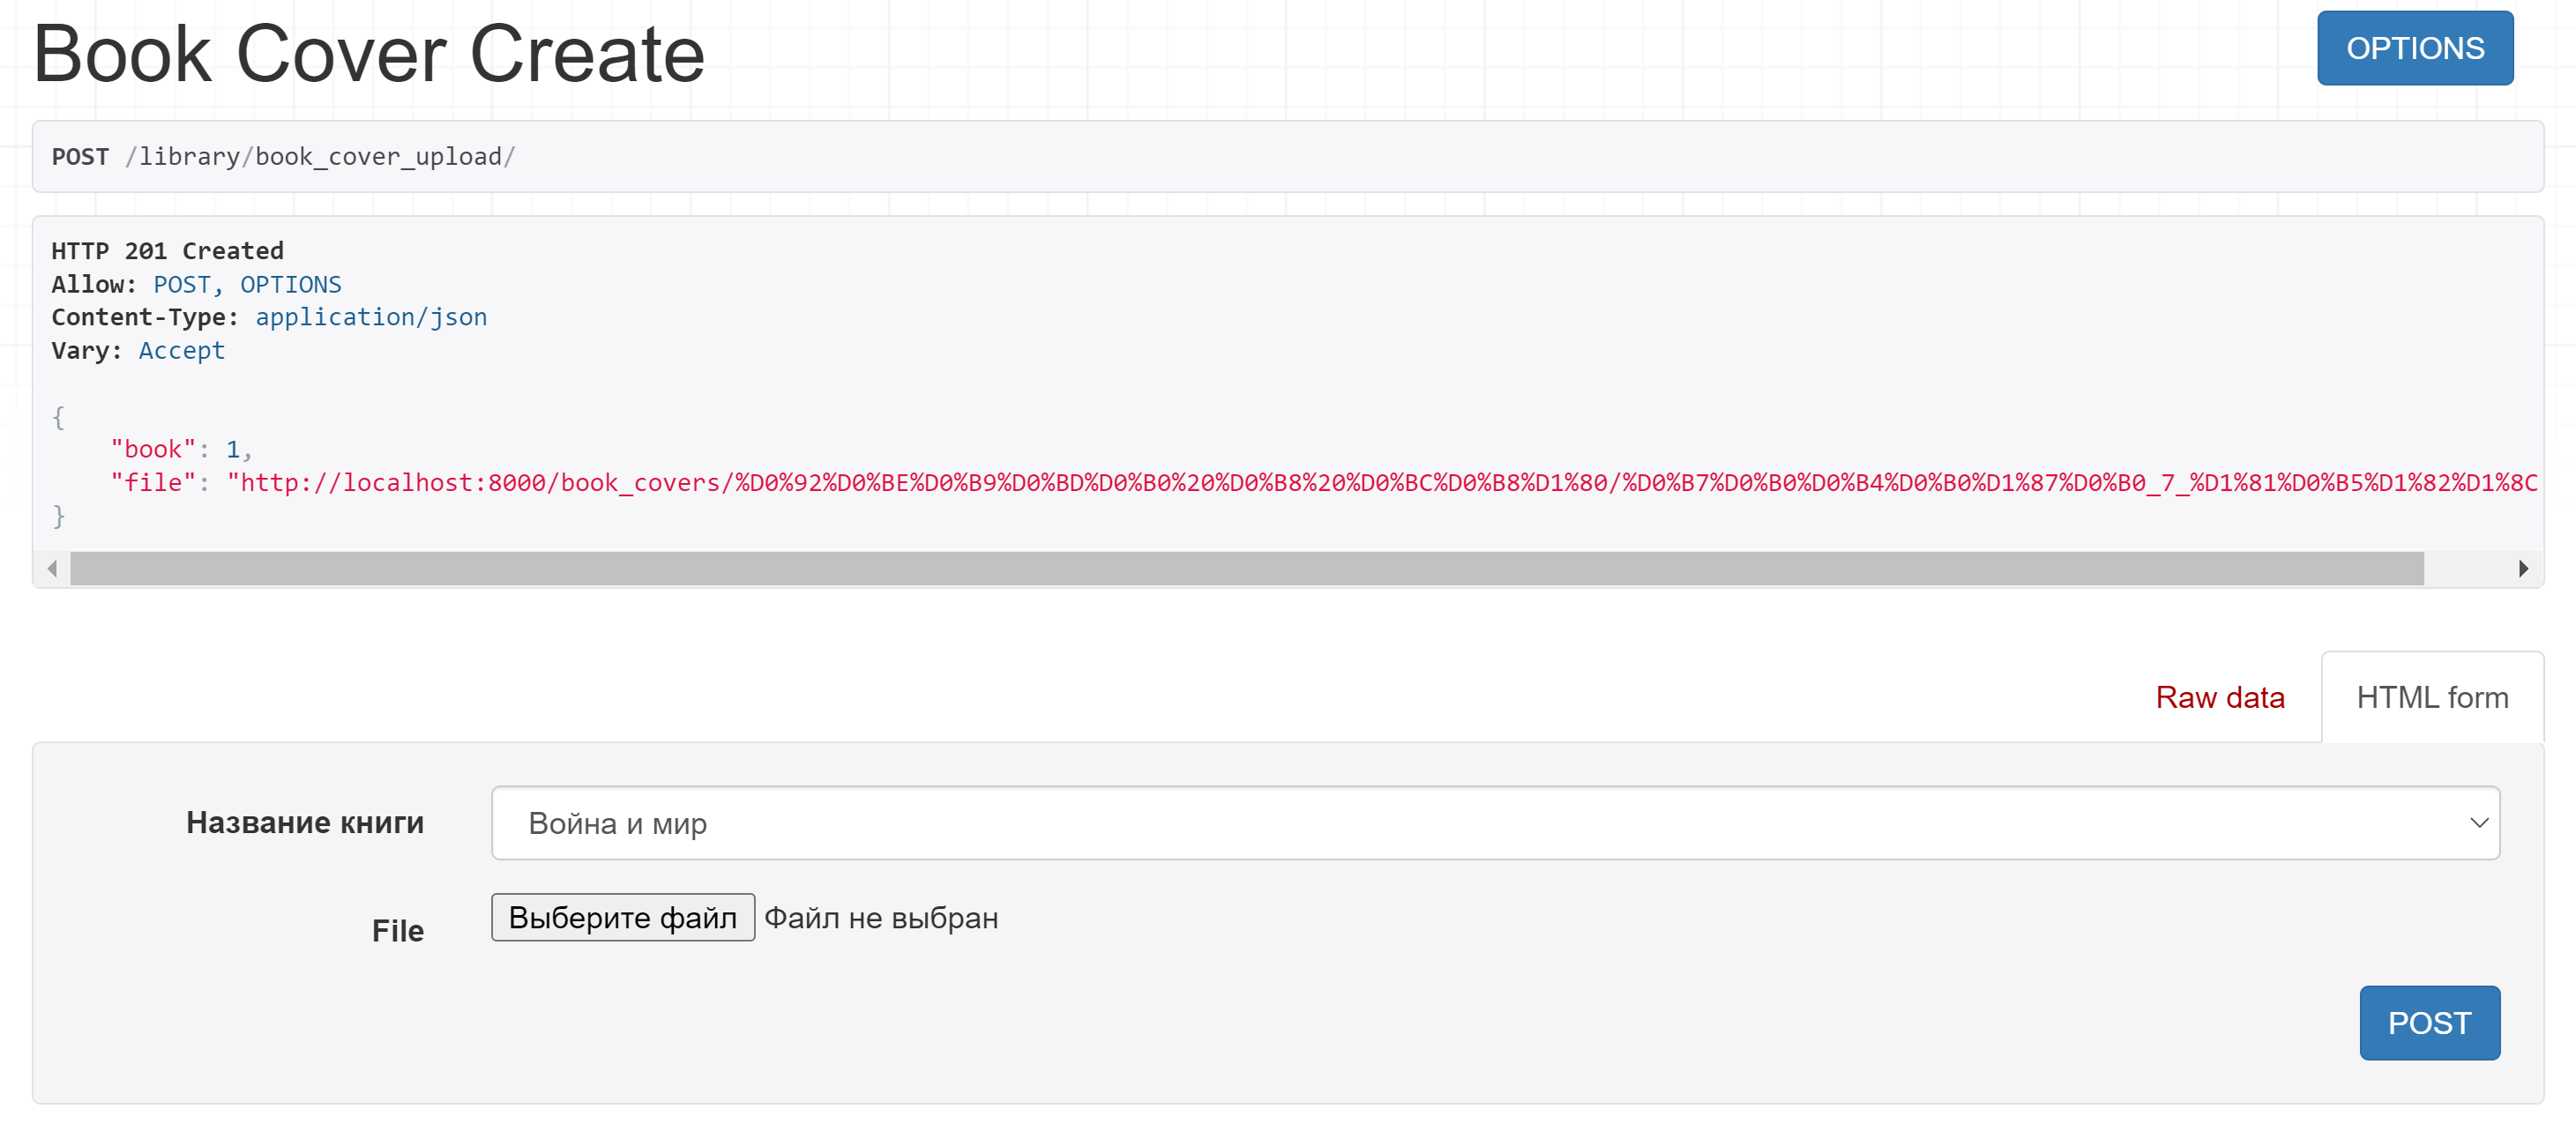 Book Cover Create
OPTIONS
POST /library/book_cover_upload/
HTTP 201 Created
Allow: POST, OPTIONS
Content-Type: application/json
Vary: Accept
{
"book": 1,
"file": "http://localhost:8000/book_covers/%D0%92%D0%BE%D0%B9%D0%BD%D0%B0%20%D0%B8%20%D0%BC%D0%B8%D1%80/%D0%B7%D0%B0%D0%B4%D0%B0%D1%87%D0%B0_7_%D1%81%D0%B5%D1%82%D1%8C
}
Raw data
HTML form
Название книги
Война и мир
File
Выберите файл Файл не выбран
POST